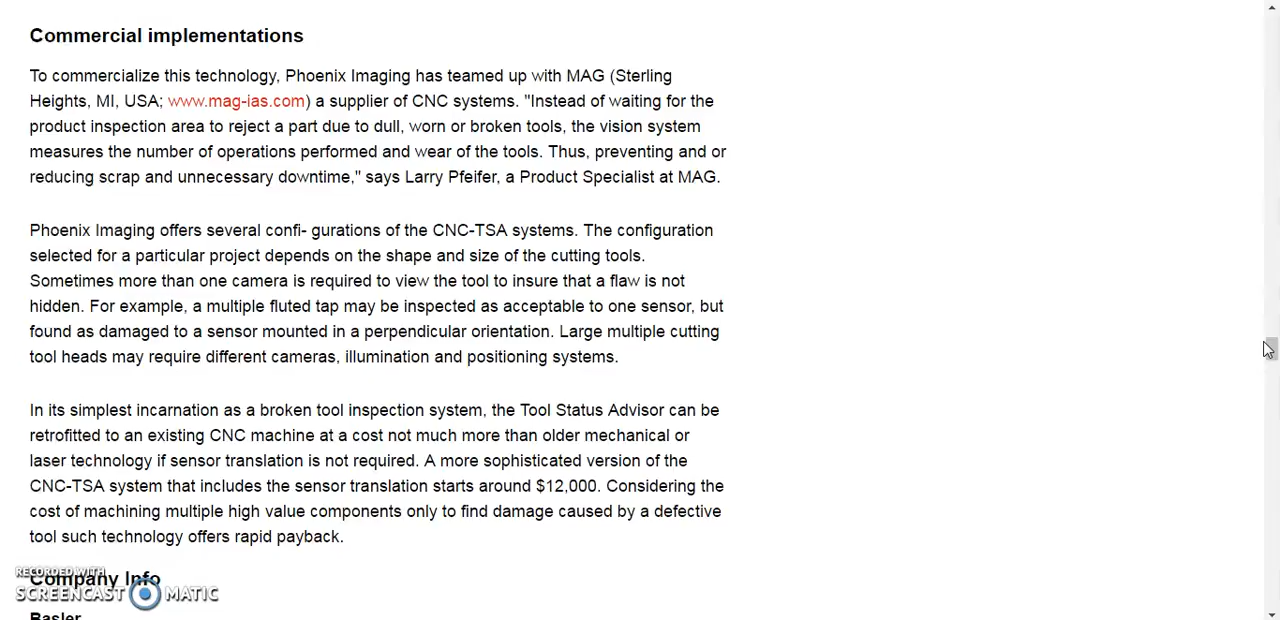 Commercial implementations
To commercialize this technology, Phoenix Imaging has teamed up with MAG (Sterling
Heights, MI, USA; www.mag-ias.com) a supplier of CNC systems. "Instead of waiting for the
product inspection area to reject a part due to dull, worn or broken tools, the vision system
measures the number of operations performed and wear of the tools. Thus, preventing and or
reducing scrap and unnecessary downtime," says Larry Pfeifer, a Product Specialist at MAG.
Phoenix Imaging offers several confi- gurations of the CNC-TSA systems. The configuration
selected for a particular project depends on the shape and size of the cutting tools.
Sometimes more than one camera is required to view the tool to insure that a flaw is not
hidden. For example, a multiple fluted tap may be inspected as acceptable to one sensor, but
found as damaged to a sensor mounted in a perpendicular orientation. Large multiple cutting
tool heads may require different cameras, illumination and positioning systems.
In its simplest incarnation as a broken tool inspection system, the Tool Status Advisor can be
retrofitted to an existing CNC machine at a cost not much more than older mechanical or
laser technology if sensor translation is not required. A more sophisticated version of the
CNC-TSA system that includes the sensor translation starts around $12,000. Considering the
cost of machining multiple high value components only to find damage caused by a defective
tool such technology offers rapid payback.
RECORDED WITH
Company Info
SCREENCAST MATIC
Basler